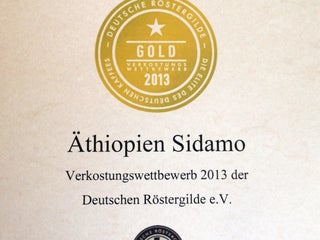 DEUTSCHE RÖSTERGILDE
GOLD
VERKOSTUNGS
WETTBEWERB
2013
DIE ELITE DES DEUTSCHEN KAFFEES
Äthiopien Sidamo
Verkostungswettbewerb 2013 der
Deutschen Röstergilde e.V.